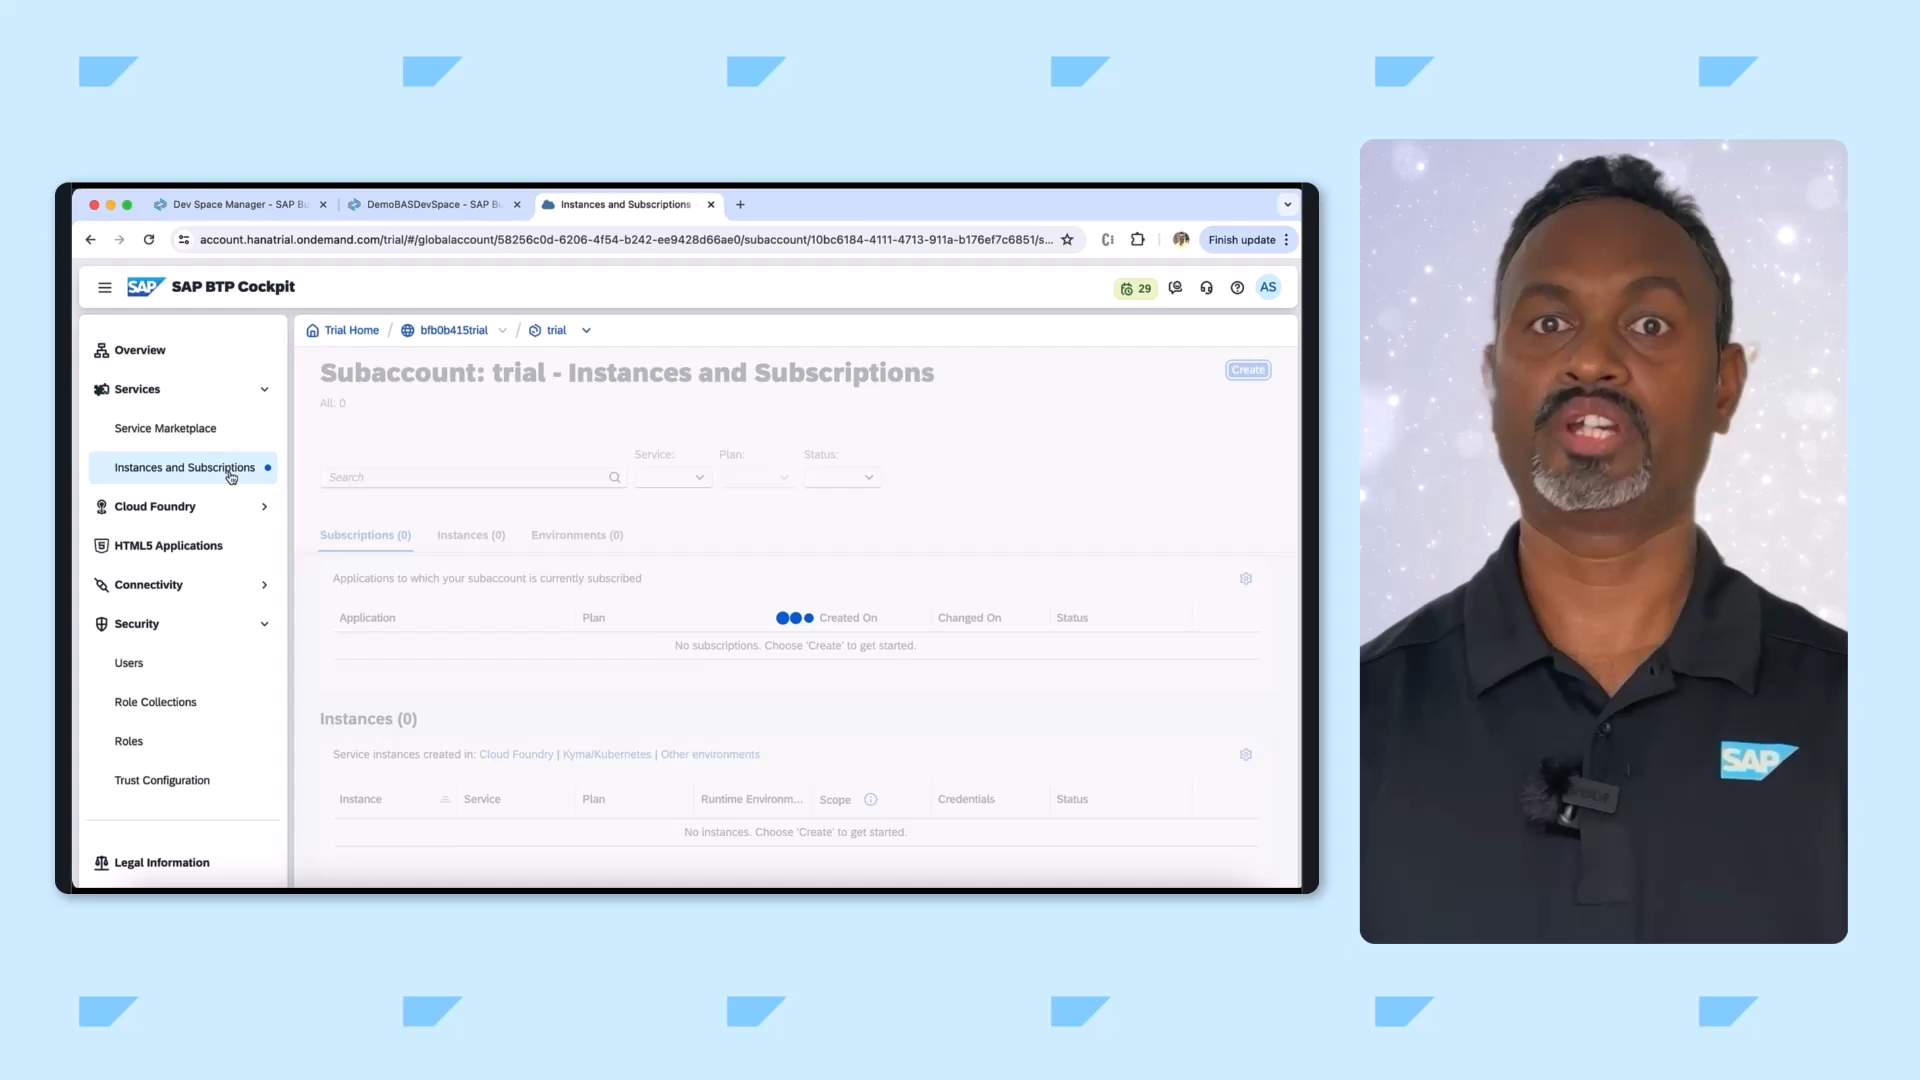 Dev Space Manager - SAP Bu
DemoBASDevSpace - SAP Bu
Instances and Subscriptions
account.hanatrial.ondemand.com/trial/#/globalaccount/58256c0d-6206-4f54-b242-ee9428d66ae0/subaccount/10bc6184-4111-4713-911a-b176ef7c6851/s...
Finish update
SAP
SAP BTP Cockpit
29
AS
Overview
Services
Service Marketplace
Instances and Subscriptions
Cloud Foundry
HTML5 Applications
Connectivity
Security
Users
Role Collections
Roles
Trust Configuration
Legal Information
Trial Home / bfb0b415trial / trial
Subaccount: trial - Instances and Subscriptions
Create
All: 0
Service: Plan: Status:
Search
Subscriptions (0) Instances (0) Environments (0)
Applications to which your subaccount is currently subscribed
Application Plan Created On Changed On Status
No subscriptions. Choose 'Create' to get started.
Instances (0)
Service instances created in: Cloud Foundry | Kyma/Kubernetes | Other environments
Instance Service Plan Runtime Environm... Scope Credentials Status
No instances. Choose 'Create' to get started.
SAP